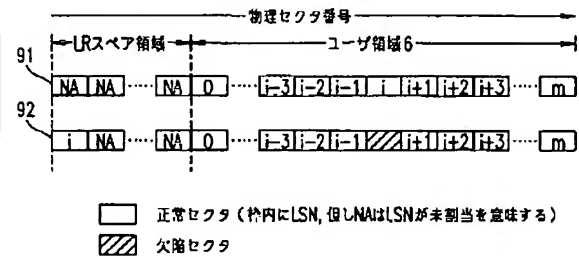 物理セクタ番号
LRスペア領域 ユーザ領域6
91
NA NA ‥‥ NA 0 ‥‥ i-3 i-2 i-1 i i+1 i+2 i+3 ‥‥ m
92
i NA ‥‥ NA 0 ‥‥ i-3 i-2 i-1 i+1 i+2 i+3 ‥‥ m
正常セクタ(枠内にLSN, 但しNAはLSNが未割当を意味する)
欠陥セクタ